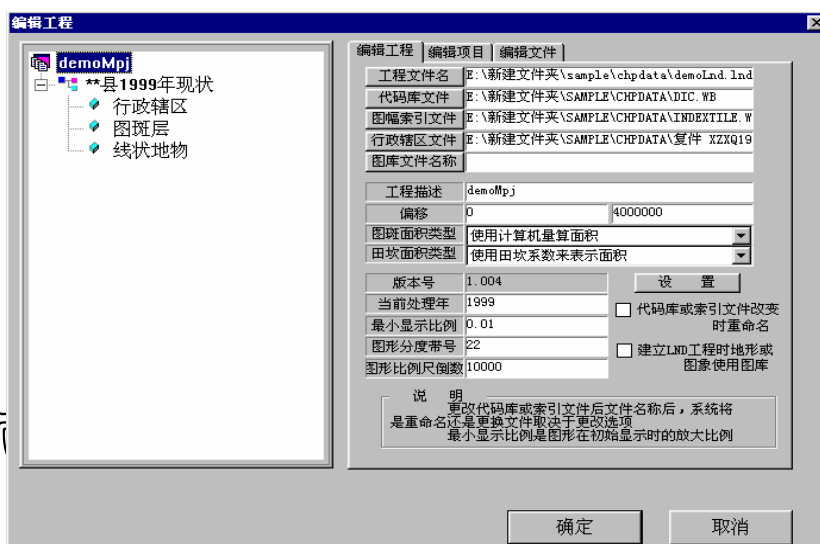 编辑工程
demoMpj
**县1999年现状
行政辖区
图斑层
线状地物
编辑工程 编辑项目 编辑文件
工程文件名 E:\新建文件夹\sample\chpdata\demoLnd.lnd
代码库文件 E:\新建文件夹\SAMPLE\CHPDATA\DIC.WB
图幅索引文件 E:\新建文件夹\SAMPLE\CHPDATA\INDEXTILE.W
行政辖区文件 E:\新建文件夹\SAMPLE\CHPDATA\复件 XZXQ19
图库文件名称
工程描述 demoMpj
偏移 0 4000000
图斑面积类型 使用计算机量算面积
田坎面积类型 使用田坎系数来表示面积
版本号 1.004 设 置
当前处理年 1999
代码库或索引文件改变
时重命名
最小显示比例 0.01
图形分度带号 22
建立LND工程时地形或
图象使用图库
图形比例尺倒数 10000
说 明
更改代码库或索引文件后文件名称后，系统将
是重命名还是更换文件取决于更改选项
最小显示比例是图形在初始显示时的放大比例
确定 取消